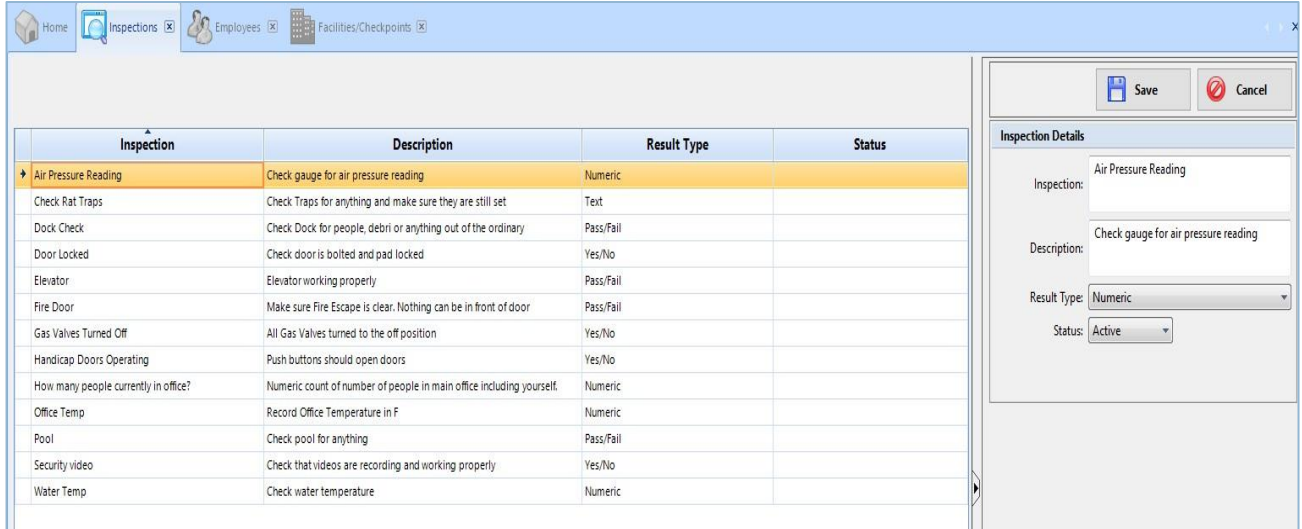 Home Inspections Employees Facilities/Checkpoints
Save Cancel
Inspection Description Result Type Status
Air Pressure Reading Check gauge for air pressure reading Numeric
Check Rat Traps Check Traps for anything and make sure they are still set Text
Dock Check Check Dock for people, debri or anything out of the ordinary Pass/Fail
Door Locked Check door is bolted and pad locked Yes/No
Elevator Elevator working properly Pass/Fail
Fire Door Make sure Fire Escape is clear. Nothing can be in front of door Pass/Fail
Gas Valves Turned Off All Gas Valves turned to the off position Yes/No
Handicap Doors Operating Push buttons should open doors Yes/No
How many people currently in office? Numeric count of number of people in main office including yourself. Numeric
Office Temp Record Office Temperature in F Numeric
Pool Check pool for anything Pass/Fail
Security video Check that videos are recording and working properly Yes/No
Water Temp Check water temperature Numeric
Inspection Details
Inspection: Air Pressure Reading
Description: Check gauge for air pressure reading
Result Type: Numeric
Status: Active